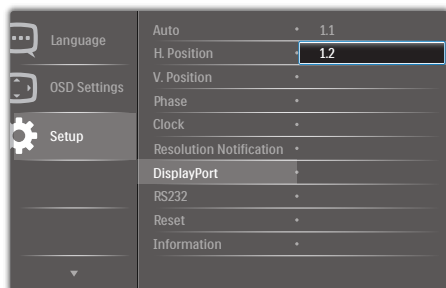 Language
OSD Settings
Setup
Auto
H. Position
V. Position
Phase
Clock
Resolution Notification
DisplayPort
RS232
Reset
Information
1.1
1.2